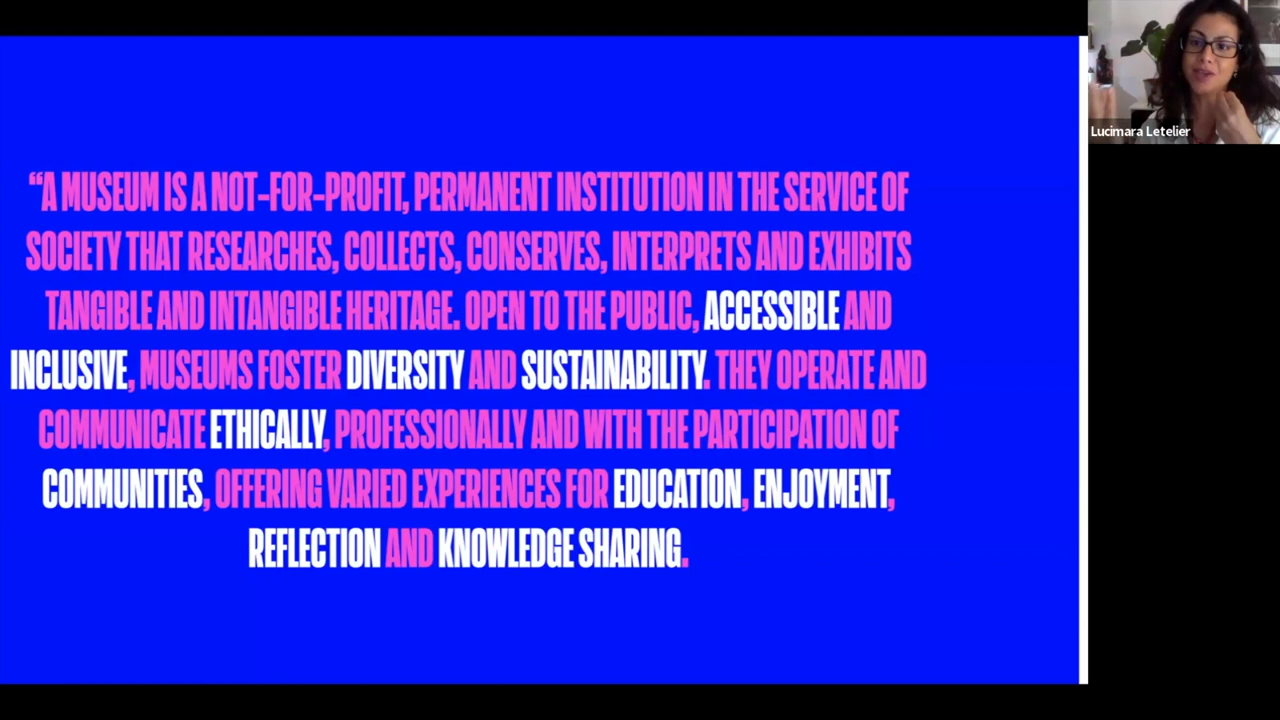 “A MUSEUM IS A NOT-FOR-PROFIT, PERMANENT INSTITUTION IN THE SERVICE OF
SOCIETY THAT RESEARCHES, COLLECTS, CONSERVES, INTERPRETS AND EXHIBITS
TANGIBLE AND INTANGIBLE HERITAGE. OPEN TO THE PUBLIC, ACCESSIBLE AND
INCLUSIVE, MUSEUMS FOSTER DIVERSITY AND SUSTAINABILITY. THEY OPERATE AND
COMMUNICATE ETHICALLY, PROFESSIONALLY AND WITH THE PARTICIPATION OF
COMMUNITIES, OFFERING VARIED EXPERIENCES FOR EDUCATION, ENJOYMENT,
REFLECTION AND KNOWLEDGE SHARING.
Lucimara Letelier